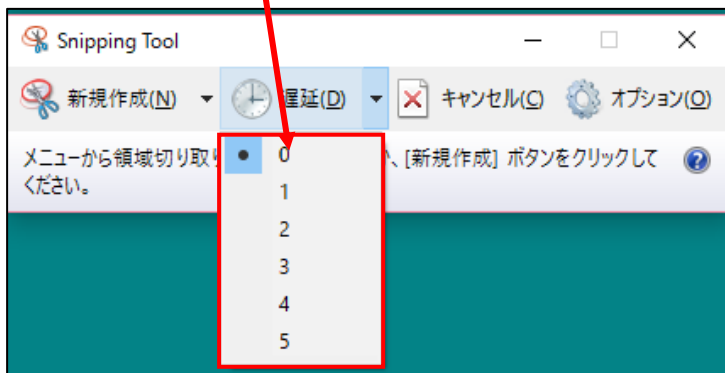 Snipping Tool
新規作成(N) 遅延(D) キャンセル(C) オプション(O)
メニューから領域切り取り 、[新規作成] ボタンをクリックして
ください。
0
1
2
3
4
5